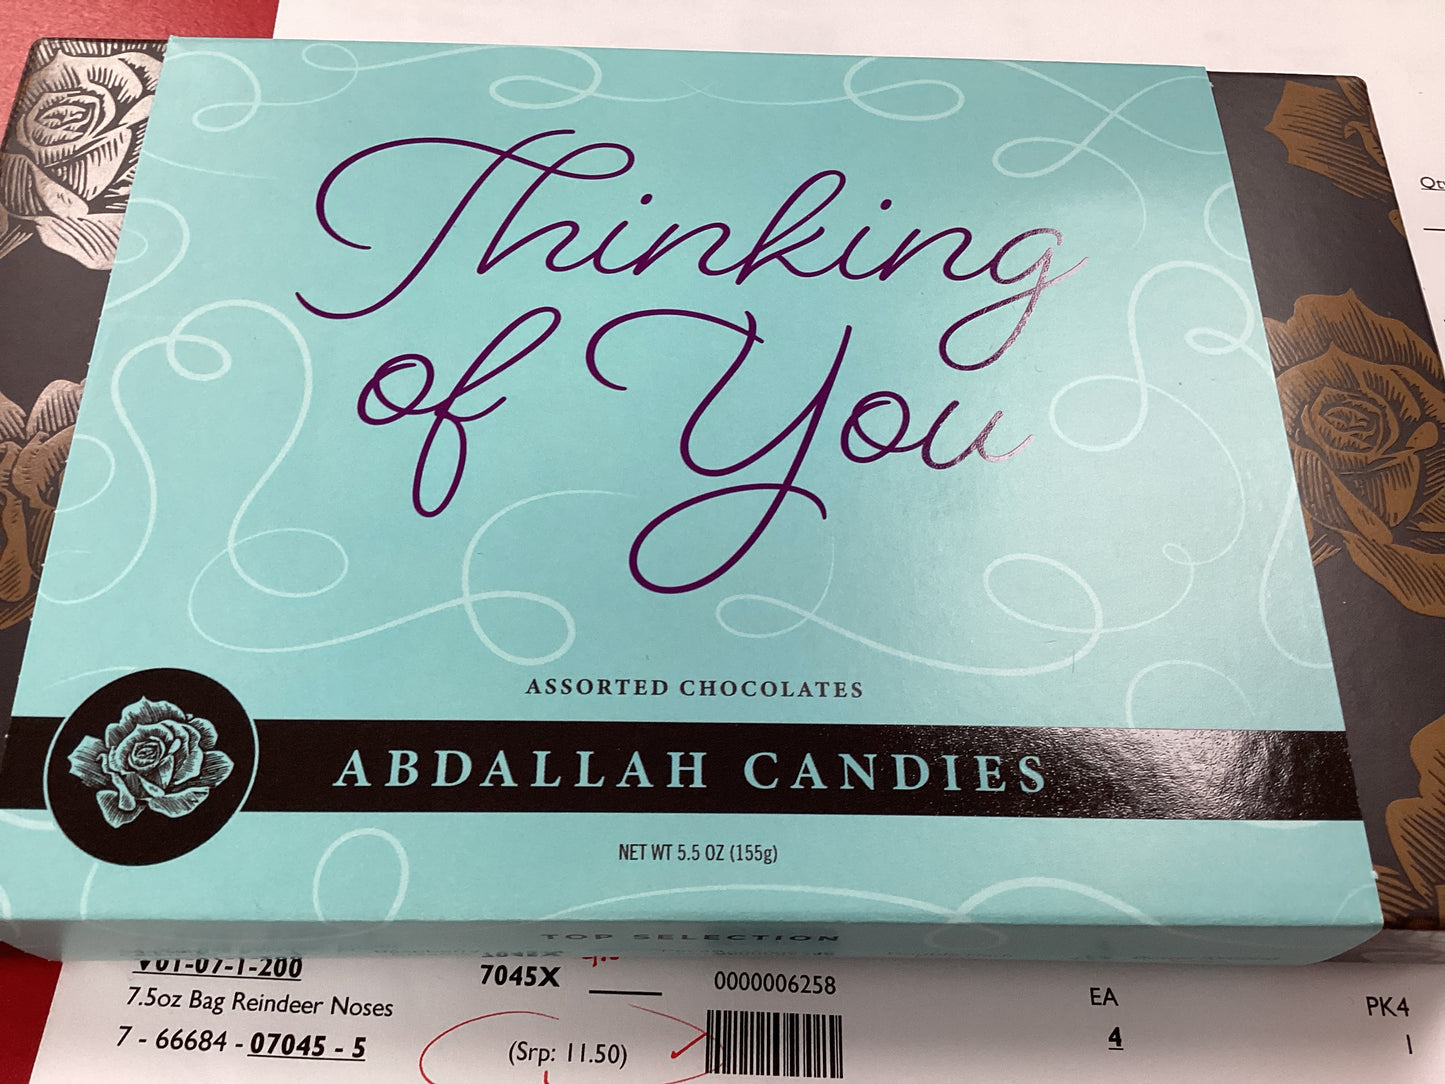 Qt
Thinking
of You
ASSORTED CHOCOLATES
ABDALLAH CANDIES
NET WT 5.5 OZ (155g)
TOP SELECTION
V01-07-1-200
7045X
0000006258
EA
PK4
7.5oz Bag Reindeer Noses
7 - 66684 - 07045 - 5
(Srp: 11.50)
4
1